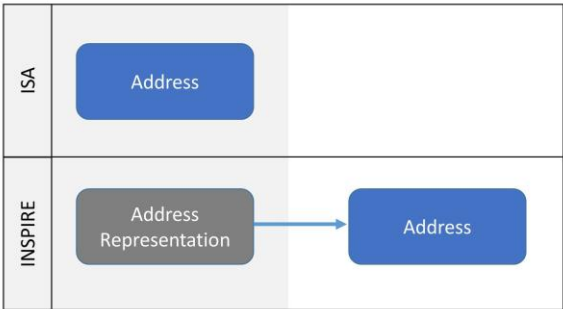 ISA
Address
INSPIRE
Address
Representation
Address